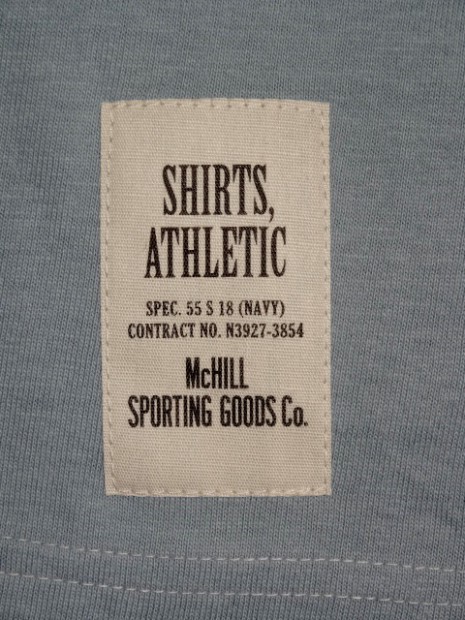 SHIRTS,
ATHLETIC
SPEC. 55 S 18 (NAVY)
CONTRACT NO. N3927-3854
McHILL
SPORTING GOODS Co.